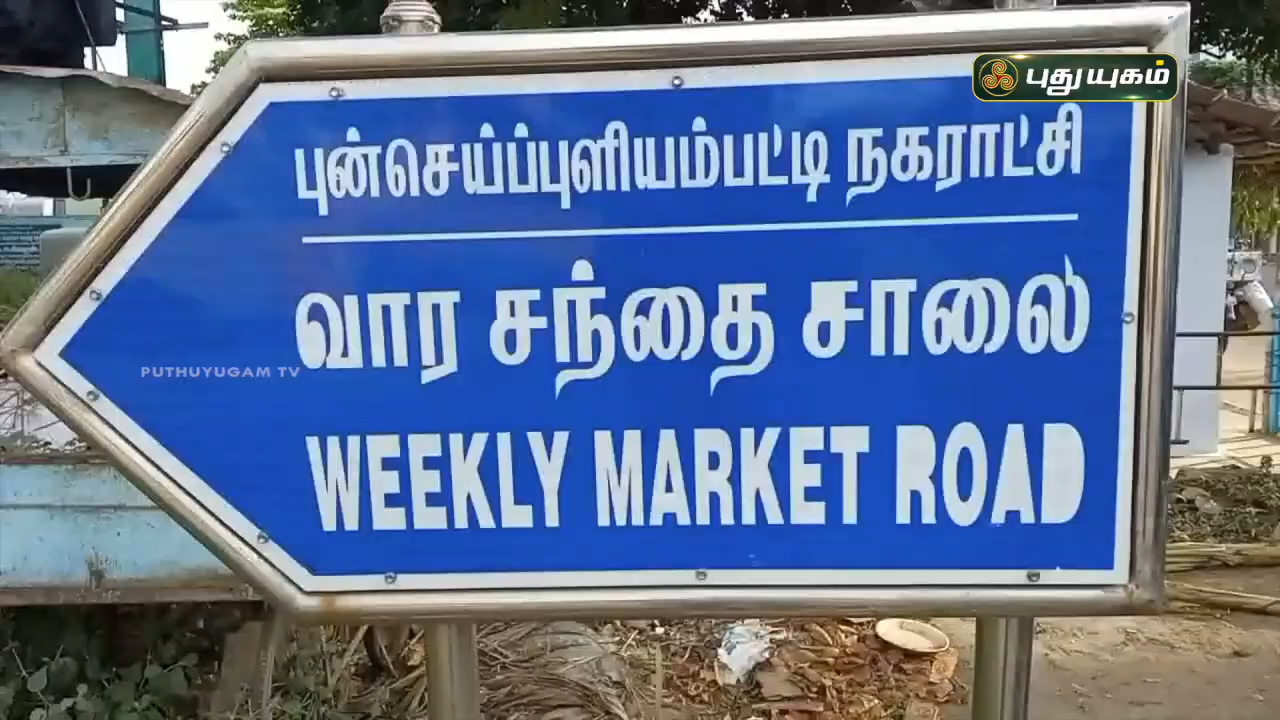 புதுயுகம்
புன்செய்ப்புளியம்பட்டி நகராட்சி
வார சந்தை சாலை
PUTHUYUGAM TV
WEEKLY MARKET ROAD